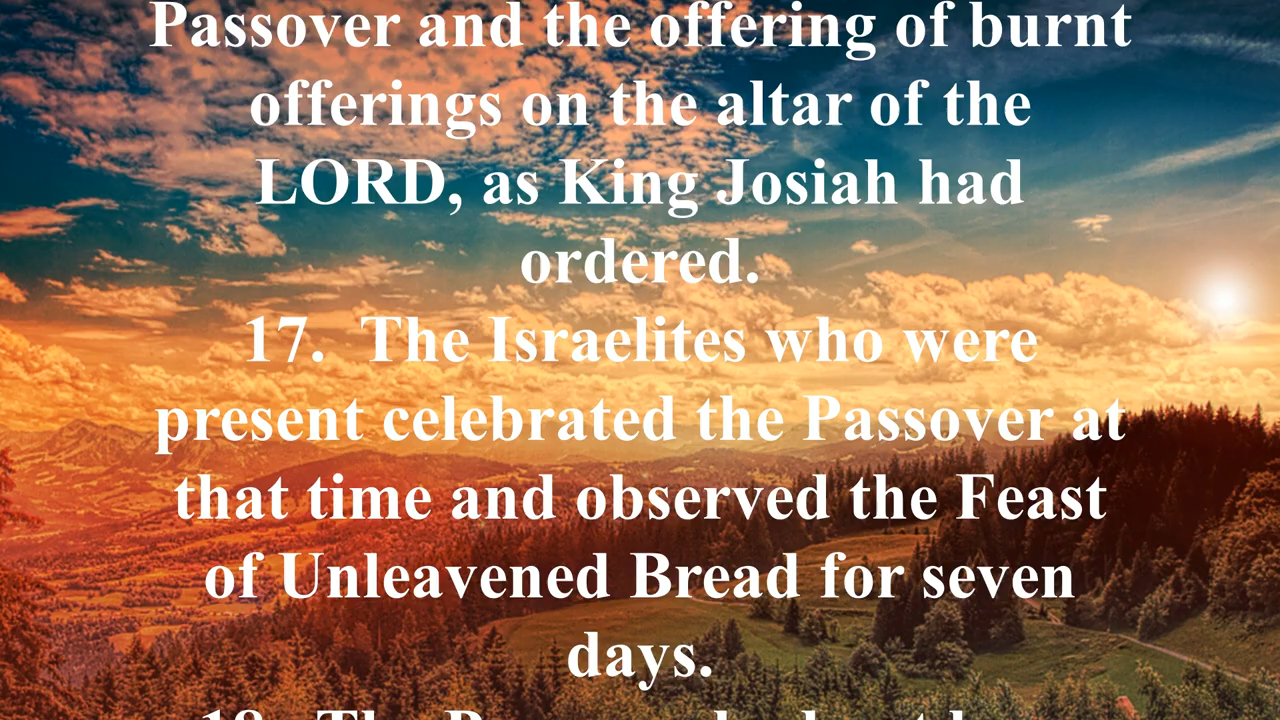 Passover and the offering of burnt
offerings on the altar of the
LORD, as King Josiah had
ordered.
17. The Israelites who were
present celebrated the Passover at
that time and observed the Feast
of Unleavened Bread for seven
days.
18. The